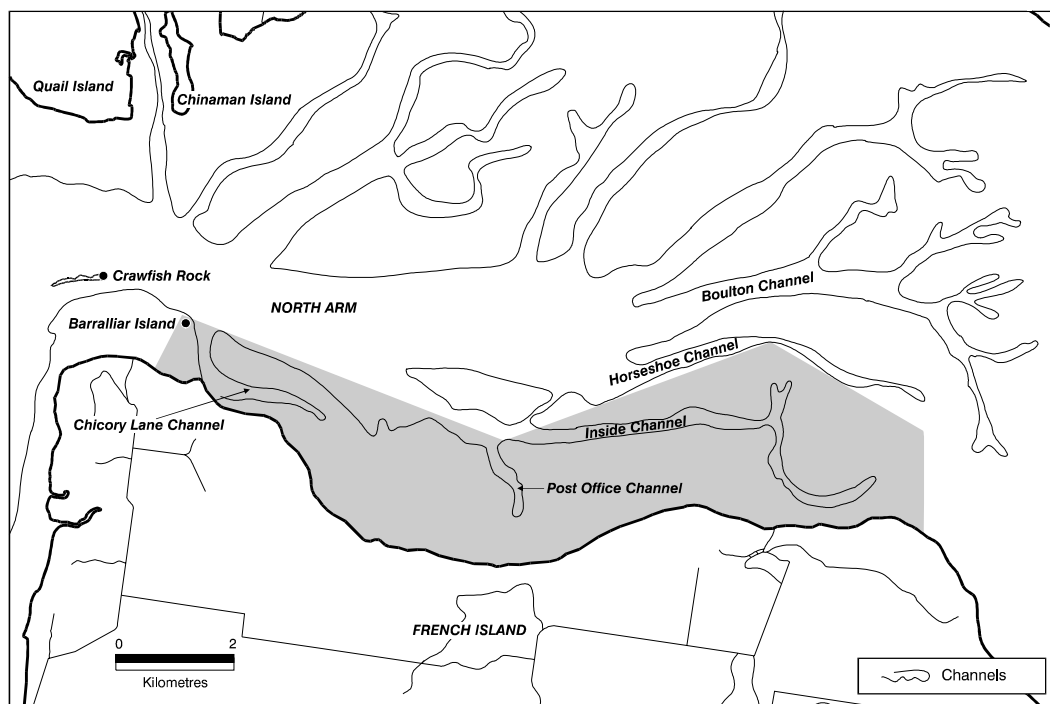 Quail Island
Chinaman Island
Crawfish Rock
NORTH ARM
Boulton Channel
Barralliar Island
Horseshoe Channel
Chicory Lane Channel
Inside Channel
Post Office Channel
FRENCH ISLAND
0 2
Kilometres
Channels